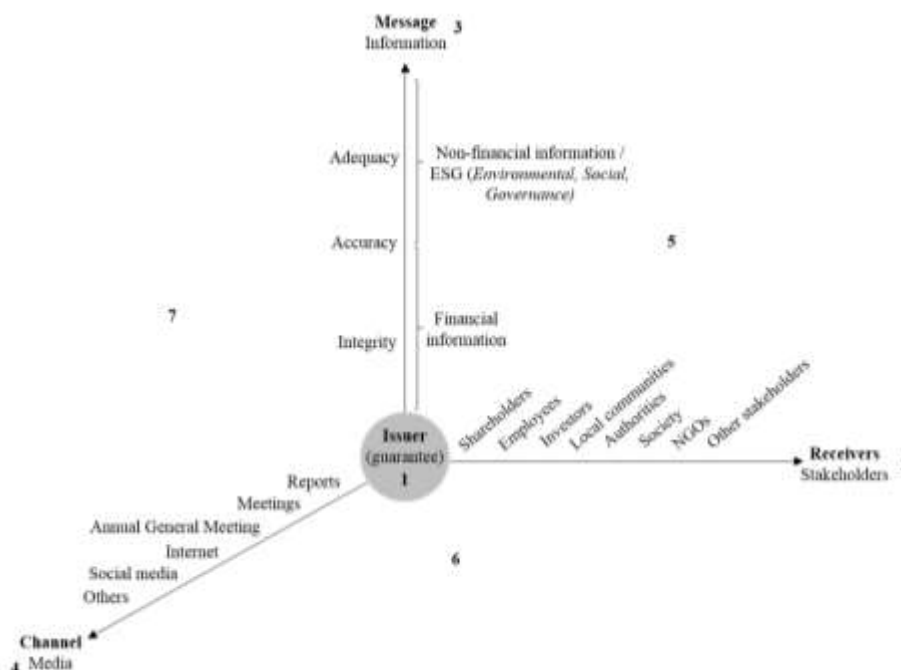 Message 3
Information
Adequacy
Non-financial information /
ESG (Environmental, Social,
Governance)
Accuracy
5
7
Integrity
Financial
information
Shareholders
Employees
Investors
Local communities
Authorities
Society
NGOs
Other stakeholders
Issuer
(guarantee)
1
Receivers
Stakeholders
Reports
Meetings
Annual General Meeting
Internet
Social media
Others
6
Channel
4 Media